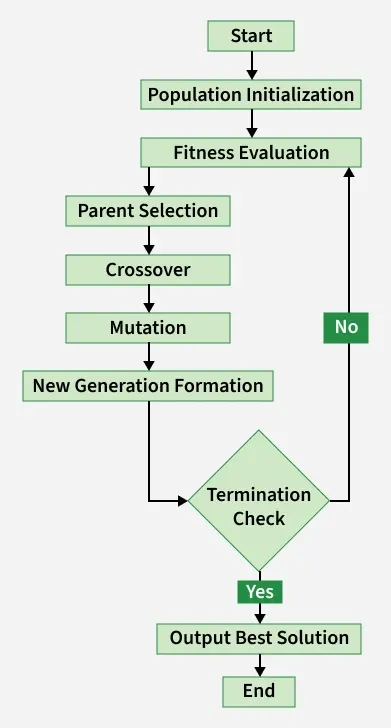 Start
Population Initialization
Fitness Evaluation
Parent Selection
Crossover
Mutation
No
New Generation Formation
Termination
Check
Yes
Output Best Solution
End